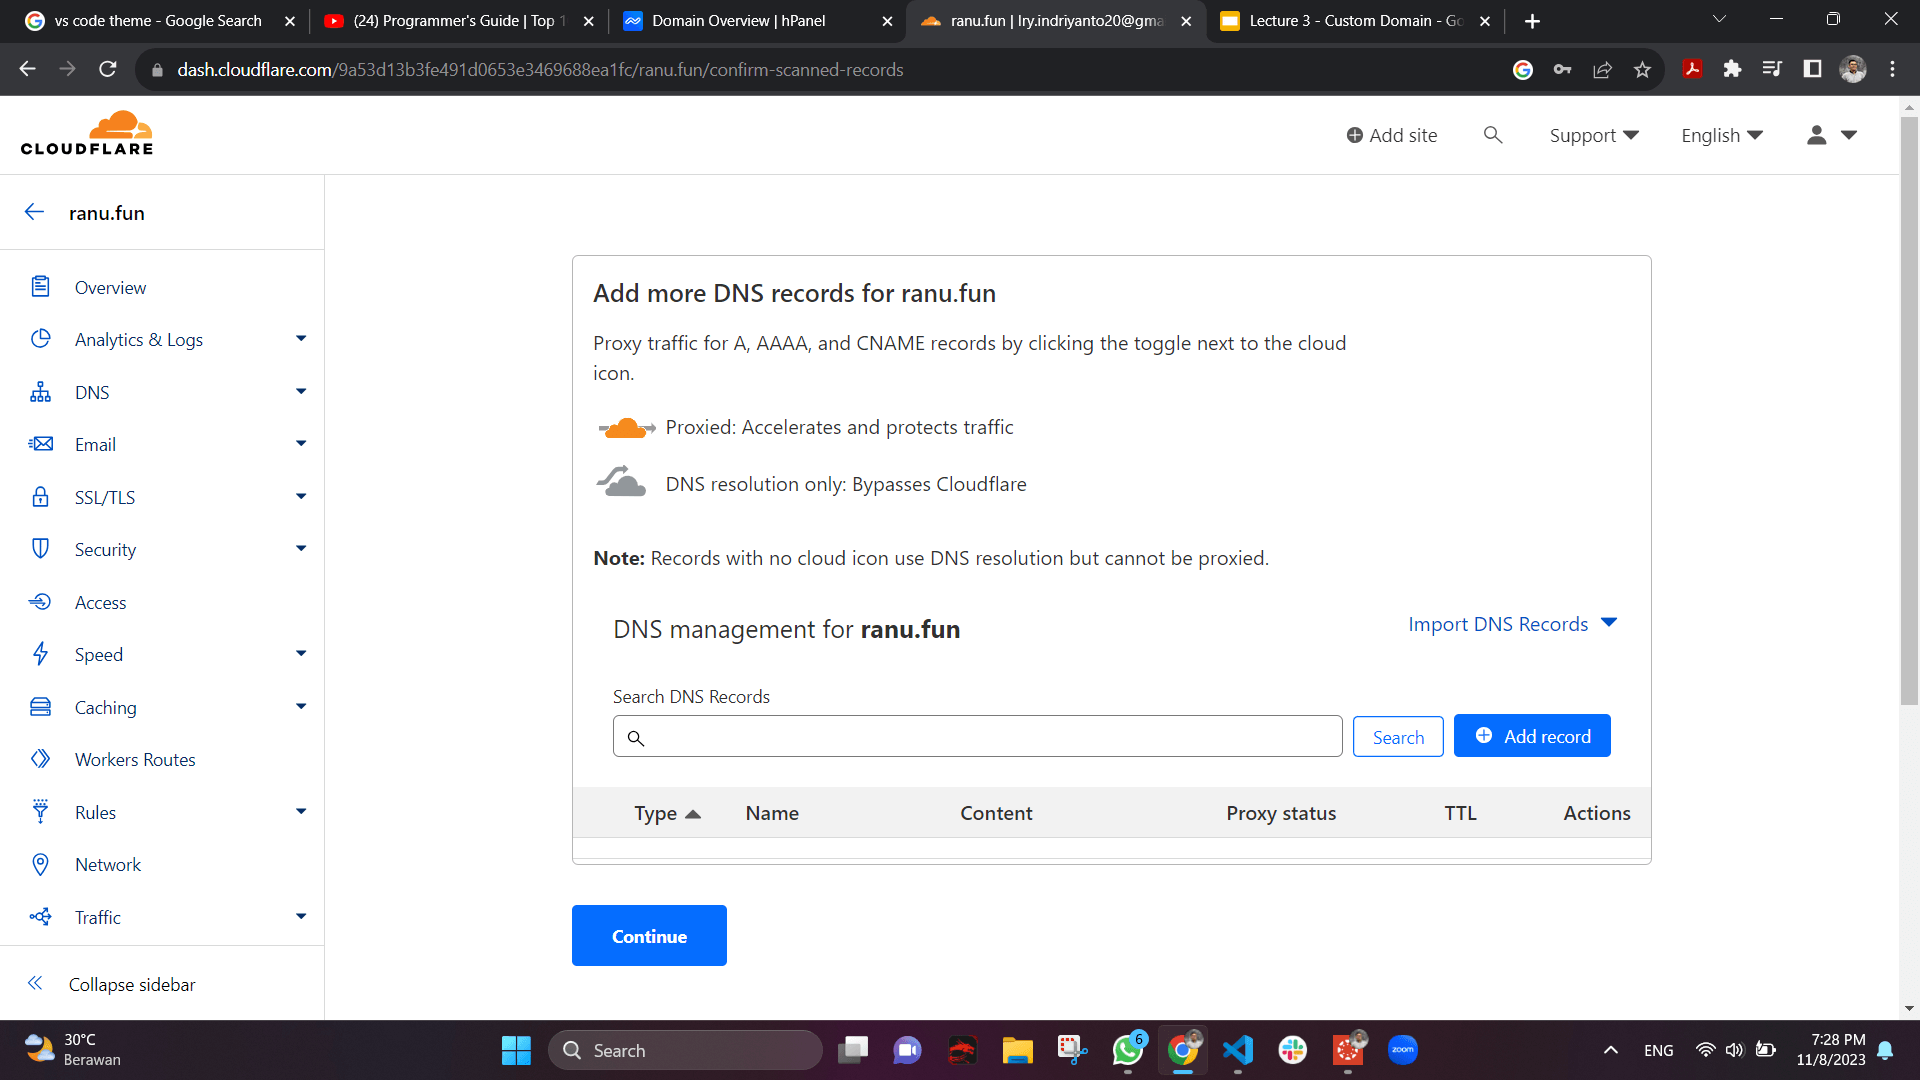 vs code theme - Google Search
(24) Programmer's Guide | Top 1
Domain Overview | hPanel
ranu.fun | Iry.indriyanto20@gma
Lecture 3 - Custom Domain - Go
dash.cloudflare.com/9a53d13b3fe491d0653e3469688ea1fc/ranu.fun/confirm-scanned-records
CLOUDFLARE
Add site
Support
English
ranu.fun
Overview
Analytics & Logs
DNS
Email
SSL/TLS
Security
Access
Speed
Caching
Workers Routes
Rules
Network
Traffic
Collapse sidebar
Add more DNS records for ranu.fun
Proxy traffic for A, AAAA, and CNAME records by clicking the toggle next to the cloud
icon.
Proxied: Accelerates and protects traffic
DNS resolution only: Bypasses Cloudflare
Note: Records with no cloud icon use DNS resolution but cannot be proxied.
DNS management for ranu.fun
Import DNS Records
Search DNS Records
Search
Add record
Type Name Content Proxy status TTL Actions
Continue
30°C
Berawan
Search
6
zoom
ENG
7:28 PM
11/8/2023